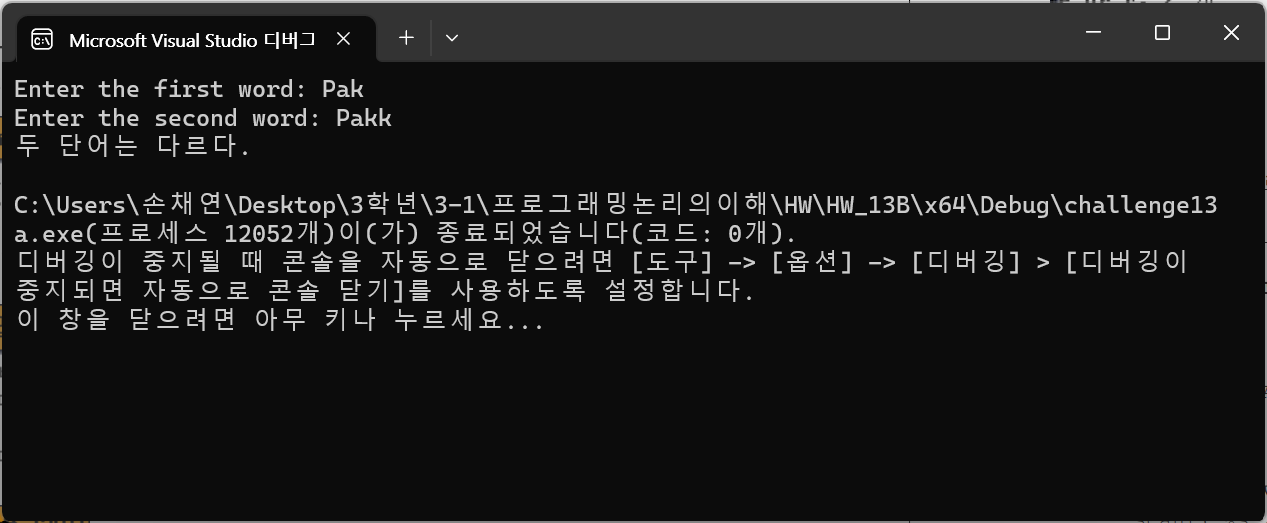 Microsoft Visual Studio 디버그
Enter the first word: Pak
Enter the second word: Pakk
두 단어는 다르다.
C:\Users\손채연\Desktop\3학년\3-1\프로그래밍논리의이해\HW\HW_13B\x64\Debug\challenge13
a.exe(프로세스 12052개)이(가) 종료되었습니다(코드: 0개).
디버깅이 중지될 때 콘솔을 자동으로 닫으려면 [도구] -> [옵션] -> [디버깅] > [디버깅이
중지되면 자동으로 콘솔 닫기]를 사용하도록 설정합니다.
이 창을 닫으려면 아무 키나 누르세요...